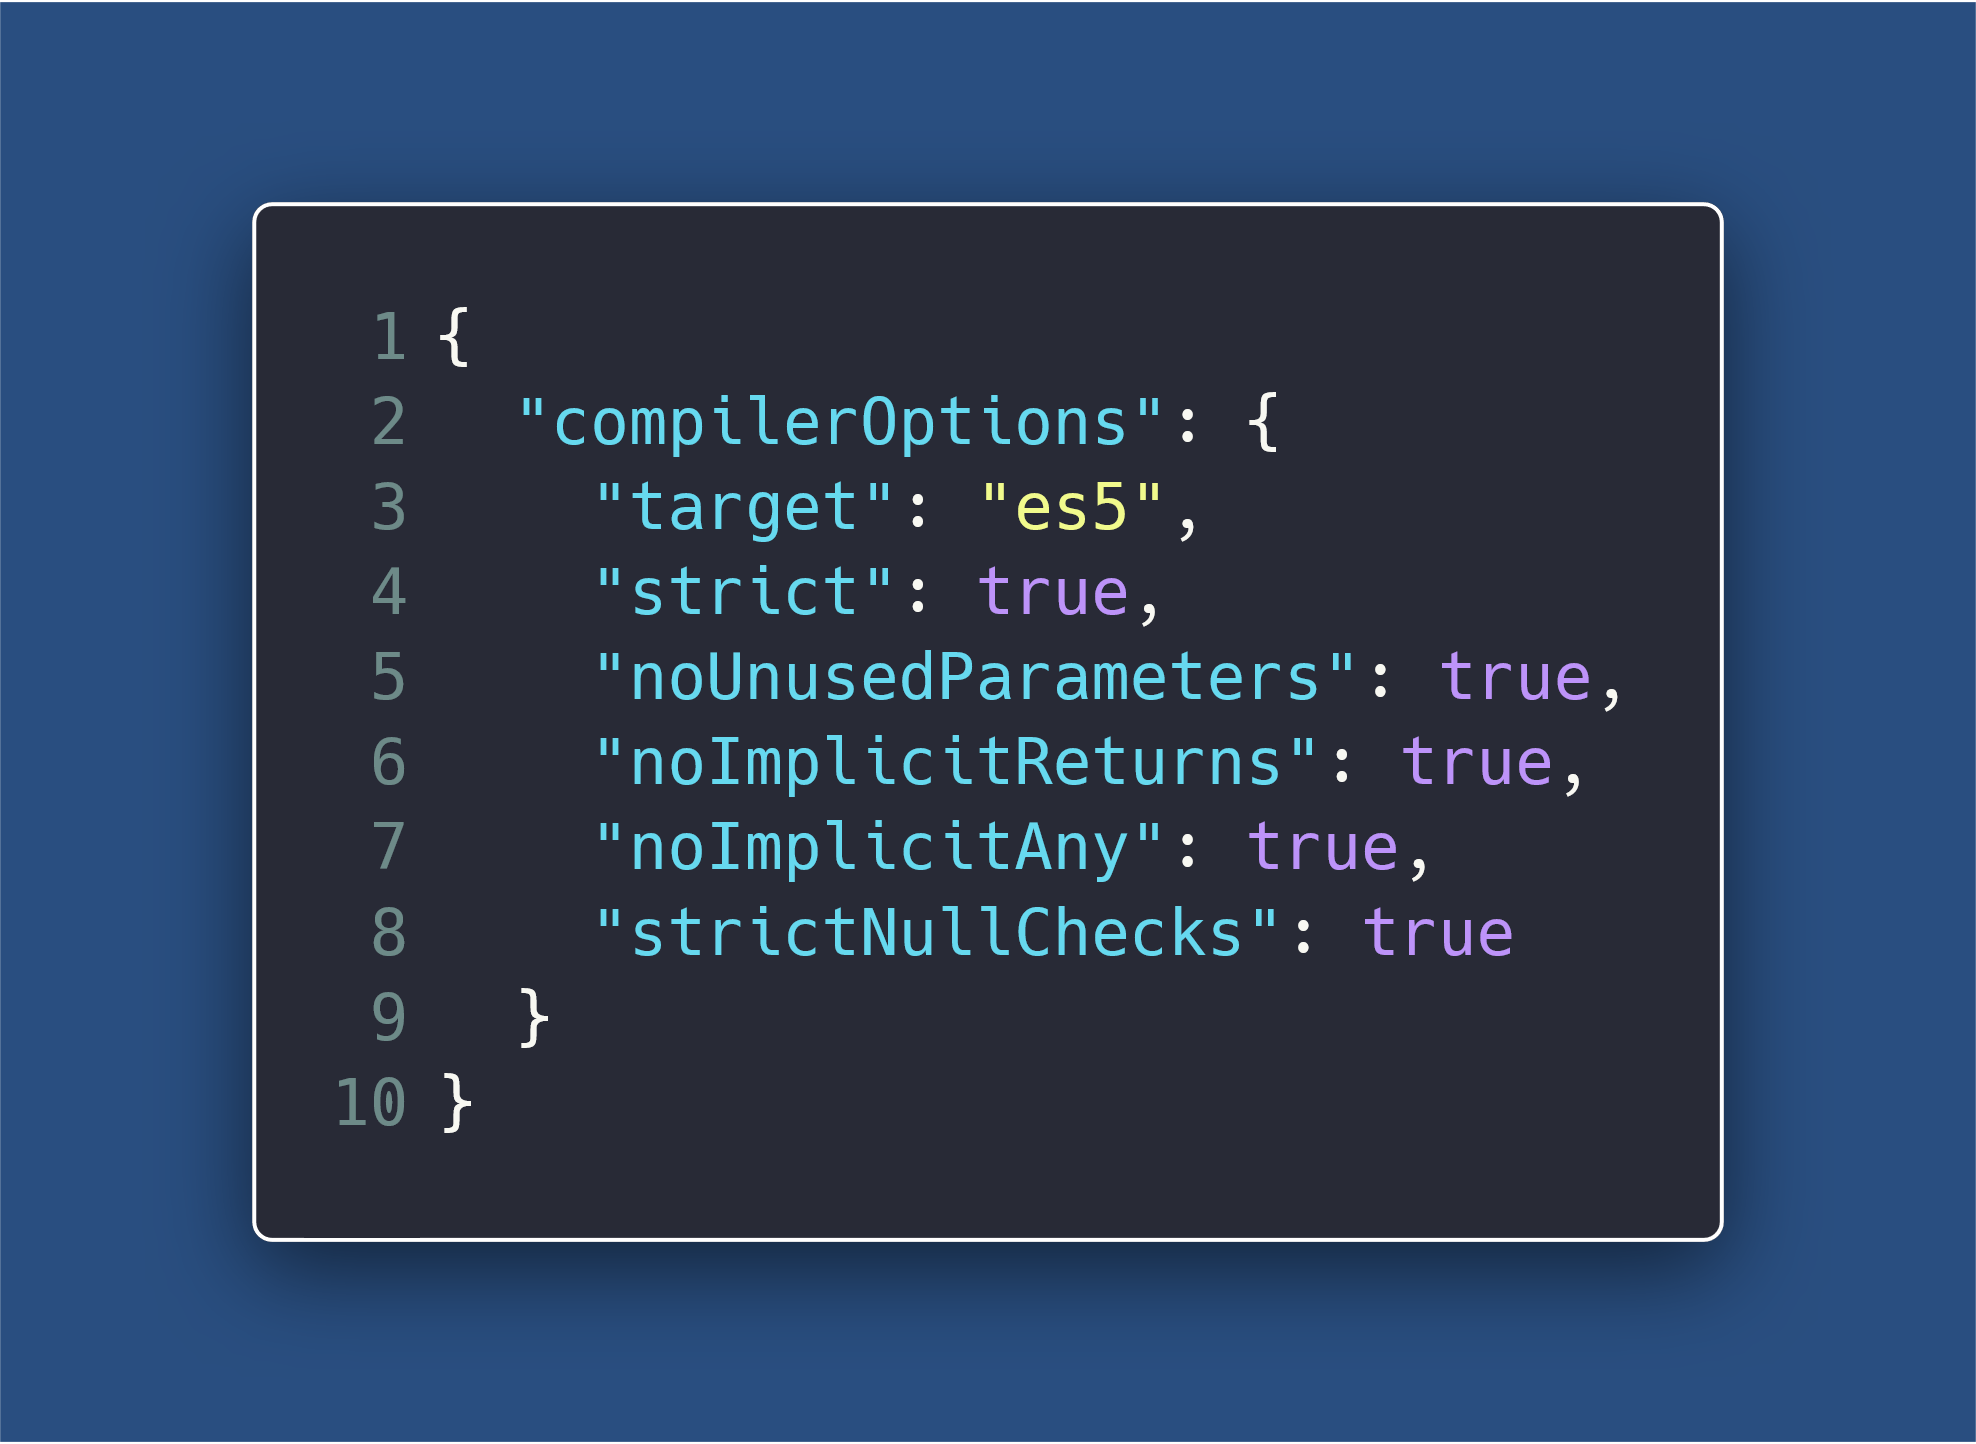 1 {
2   "compilerOptions": {
3     "target": "es5",
4     "strict": true,
5     "noUnusedParameters": true,
6     "noImplicitReturns": true,
7     "noImplicitAny": true,
8     "strictNullChecks": true
9   }
10 }